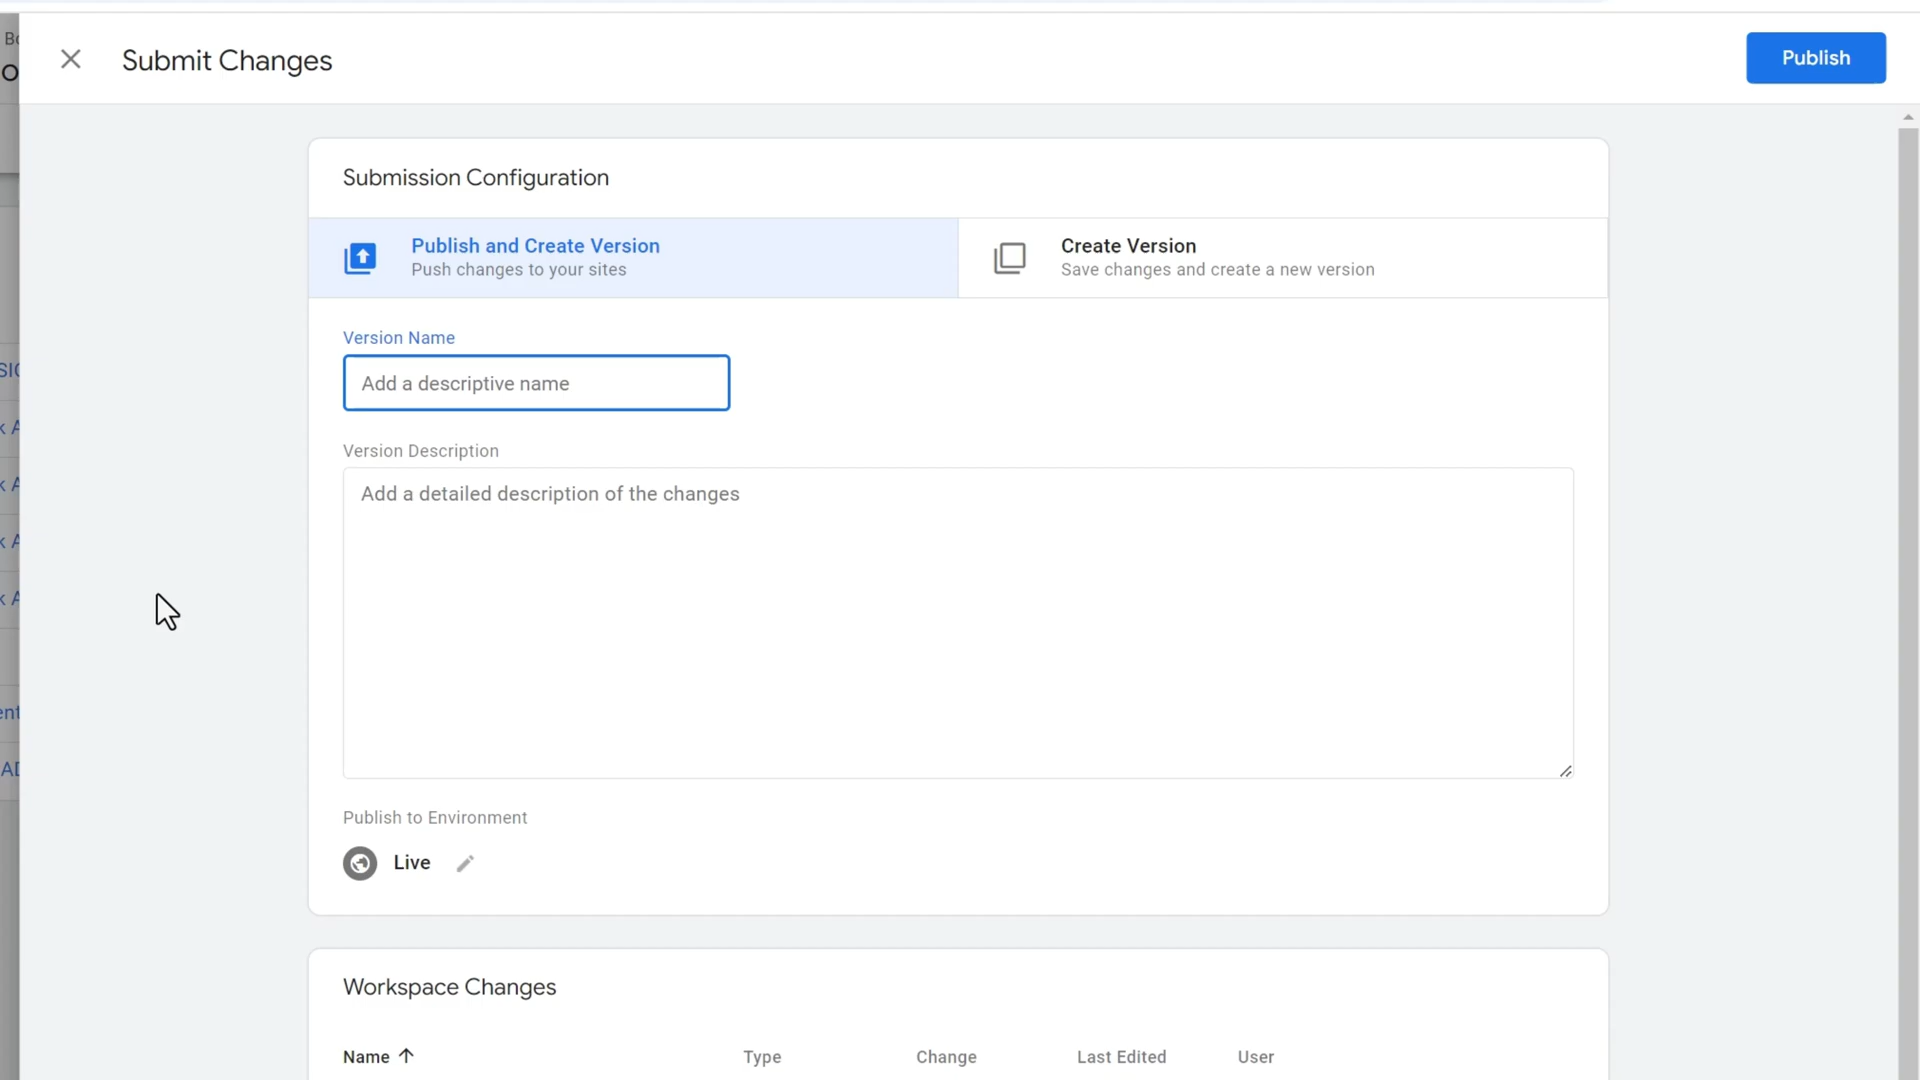 Submit Changes
Publish
Submission Configuration
Publish and Create Version
Push changes to your sites
Create Version
Save changes and create a new version
Version Name
Add a descriptive name
Version Description
Add a detailed description of the changes
Publish to Environment
Live
Workspace Changes
Name Type Change Last Edited User